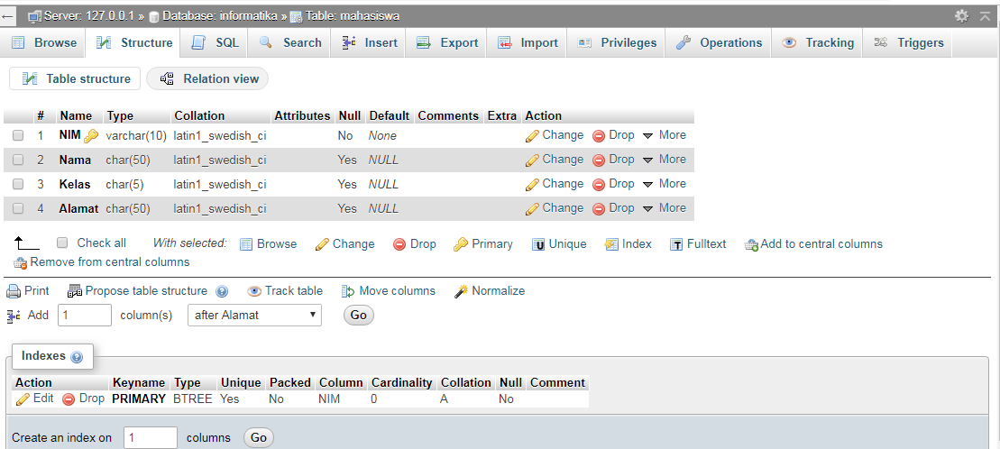 Server: 127.0.0.1 » Database: informatika » Table: mahasiswa
Browse Structure SQL Search Insert Export Import Privileges Operations Tracking Triggers
Table structure Relation view
# Name Type Collation Attributes Null Default Comments Extra Action
1 NIM varchar(10) latin1_swedish_ci No None Change Drop More
2 Nama char(50) latin1_swedish_ci Yes NULL Change Drop More
3 Kelas char(5) latin1_swedish_ci Yes NULL Change Drop More
4 Alamat char(50) latin1_swedish_ci Yes NULL Change Drop More
Check all With selected: Browse Change Drop Primary Unique Index Fulltext Add to central columns
Remove from central columns
Print Propose table structure Track table Move columns Normalize
Add 1 column(s) after Alamat Go
Indexes
Action Keyname Type Unique Packed Column Cardinality Collation Null Comment
Edit Drop PRIMARY BTREE Yes No NIM 0 A No
Create an index on 1 columns Go